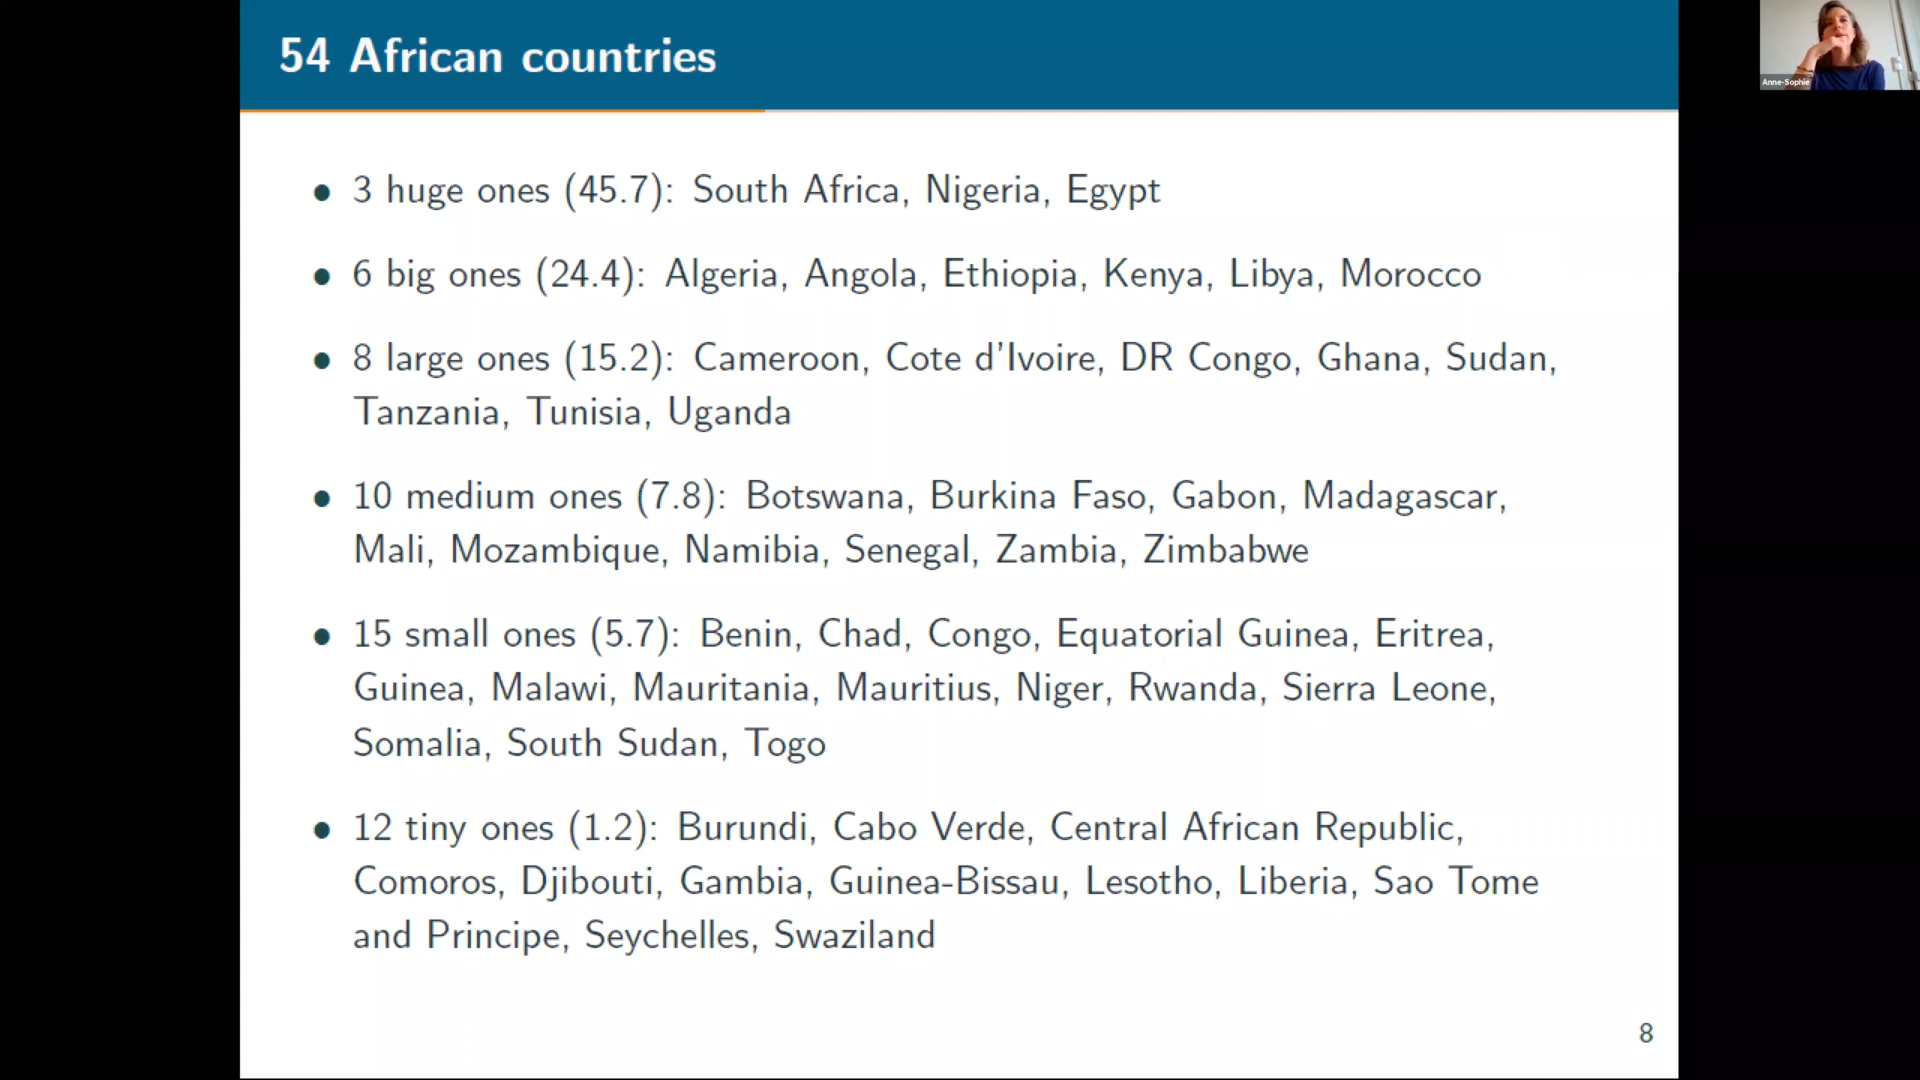 54 African countries
Anne-Sophie
• 3 huge ones (45.7): South Africa, Nigeria, Egypt
• 6 big ones (24.4): Algeria, Angola, Ethiopia, Kenya, Libya, Morocco
• 8 large ones (15.2): Cameroon, Cote d'Ivoire, DR Congo, Ghana, Sudan,
Tanzania, Tunisia, Uganda
• 10 medium ones (7.8): Botswana, Burkina Faso, Gabon, Madagascar,
Mali, Mozambique, Namibia, Senegal, Zambia, Zimbabwe
• 15 small ones (5.7): Benin, Chad, Congo, Equatorial Guinea, Eritrea,
Guinea, Malawi, Mauritania, Mauritius, Niger, Rwanda, Sierra Leone,
Somalia, South Sudan, Togo
• 12 tiny ones (1.2): Burundi, Cabo Verde, Central African Republic,
Comoros, Djibouti, Gambia, Guinea-Bissau, Lesotho, Liberia, Sao Tome
and Principe, Seychelles, Swaziland
8